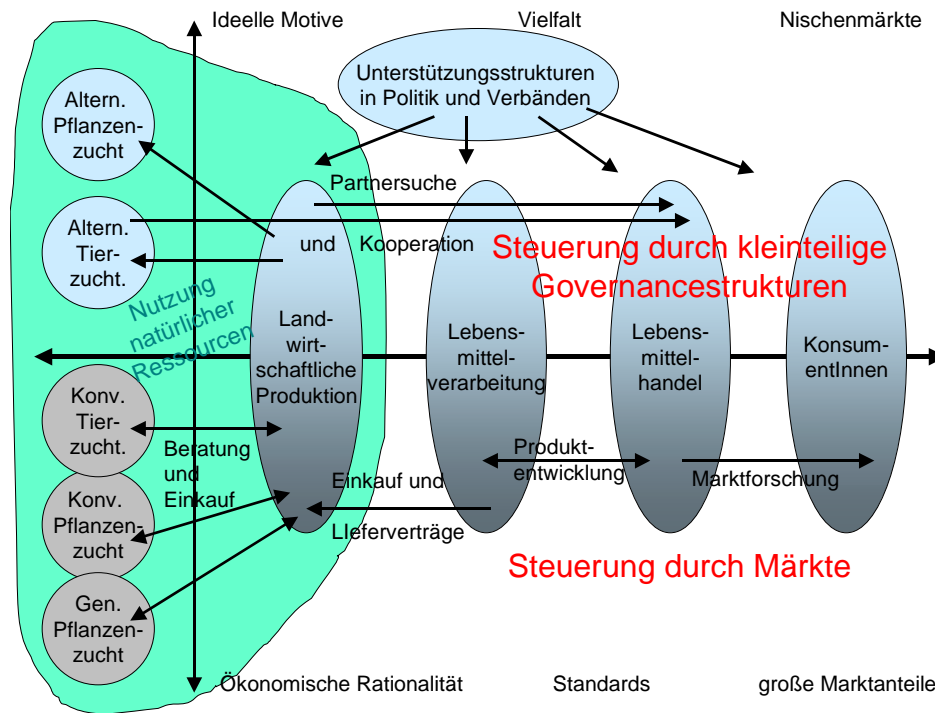 Ideelle Motive
Vielfalt
Nischenmärkte
Unterstützungsstrukturen
in Politik und Verbänden
Altern.
Pflanzen-
zucht
Altern.
Tier-
zucht.
Partnersuche
und
Kooperation
Steuerung durch kleinteilige
Governancestrukturen
Nutzung
natürlicher
Ressourcen
Land-
wirt-
schaftliche
Produktion
Lebens-
mittel-
verarbeitung
Lebens-
mittel-
handel
Konsum-
entInnen
Konv.
Tier-
zucht.
Konv.
Pflanzen-
zucht
Gen.
Pflanzen-
zucht
Beratung
und
Einkauf
Einkauf und
LIeferverträge
Produkt-
entwicklung
Marktforschung
Steuerung durch Märkte
Ökonomische Rationalität
Standards
große Marktanteile